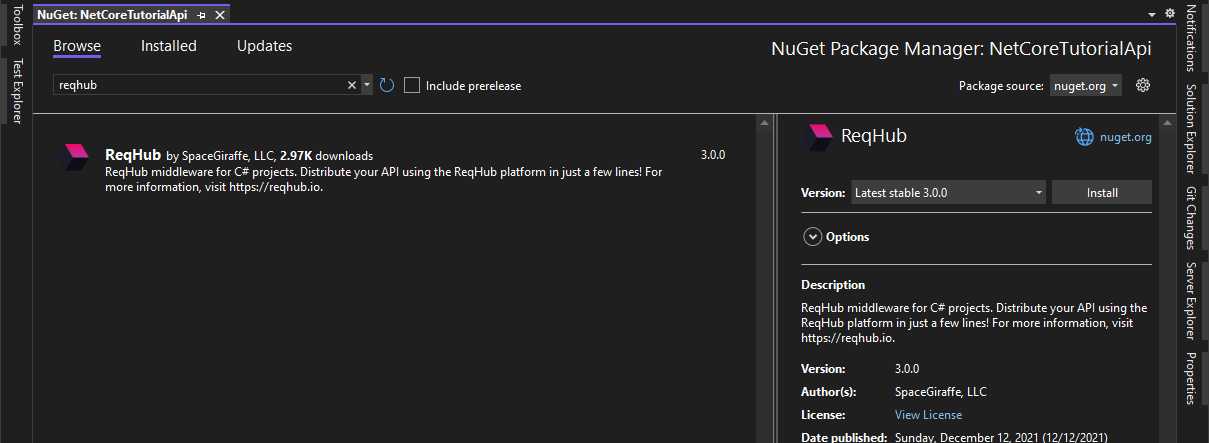 Toolbox
Test Explorer
NuGet: NetCoreTutorialApi
Browse Installed Updates
NuGet Package Manager: NetCoreTutorialApi
reqhub
Include prerelease
Package source: nuget.org
ReqHub by SpaceGiraffe, LLC, 2.97K downloads 3.0.0
ReqHub middleware for C# projects. Distribute your API using the ReqHub platform in just a few lines! For
more information, visit https://reqhub.io.
ReqHub nuget.org
Version: Latest stable 3.0.0 Install
Options
Description
ReqHub middleware for C# projects. Distribute your API using the
ReqHub platform in just a few lines! For more information, visit
https://reqhub.io.
Version: 3.0.0
Author(s): SpaceGiraffe, LLC
License: View License
Date published: Sunday, December 12, 2021 (12/12/2021)
Notifications
Solution Explorer
Git Changes
Server Explorer
Properties